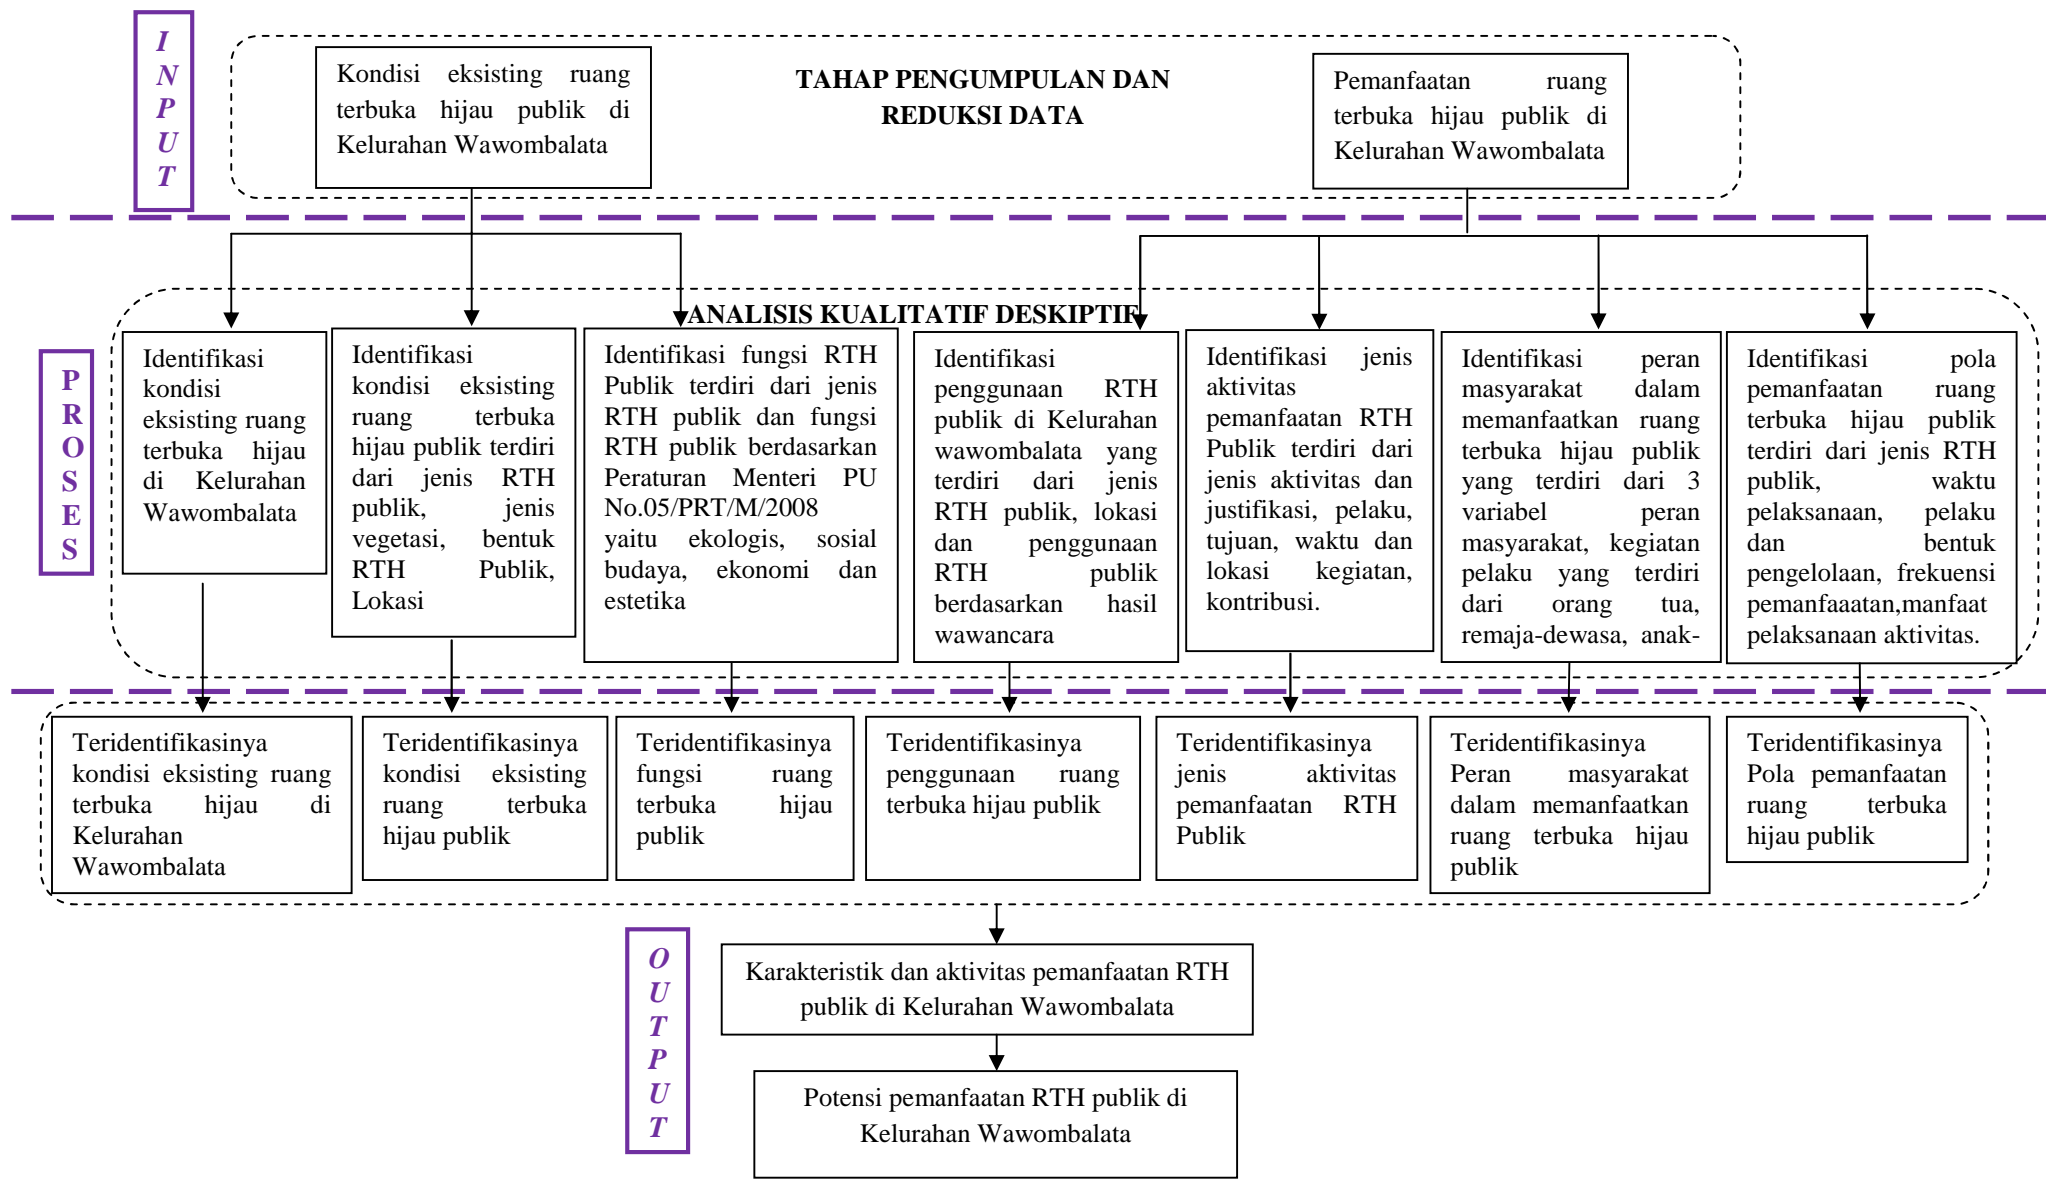 I
N
P
U
T
Kondisi eksisting ruang
terbuka hijau publik di
Kelurahan Wawombalata
TAHAP PENGUMPULAN DAN
REDUKSI DATA
Pemanfaatan ruang
terbuka hijau publik di
Kelurahan Wawombalata
P
R
O
S
E
S
ANALISIS KUALITATIF DESKIPTIF
Identifikasi
kondisi
eksisting ruang
terbuka hijau
di Kelurahan
Wawombalata
Identifikasi
kondisi eksisting
ruang terbuka
hijau publik terdiri
dari jenis RTH
publik, jenis
vegetasi, bentuk
RTH Publik,
Lokasi
Identifikasi fungsi RTH
Publik terdiri dari jenis
RTH publik dan fungsi
RTH publik berdasarkan
Peraturan Menteri PU
No.05/PRT/M/2008
yaitu ekologis, sosial
budaya, ekonomi dan
estetika
Identifikasi
penggunaan RTH
publik di Kelurahan
wawombalata yang
terdiri dari jenis
RTH publik, lokasi
dan penggunaan
RTH publik
berdasarkan hasil
wawancara
Identifikasi jenis
aktivitas
pemanfaatan RTH
Publik terdiri dari
jenis aktivitas dan
justifikasi, pelaku,
tujuan, waktu dan
lokasi kegiatan,
kontribusi.
Identifikasi peran
masyarakat dalam
memanfaatkan ruang
terbuka hijau publik
yang terdiri dari 3
variabel peran
masyarakat, kegiatan
pelaku yang terdiri
dari orang tua,
remaja-dewasa, anak-
Identifikasi pola
pemanfaatan ruang
terbuka hijau publik
terdiri dari jenis RTH
publik, waktu
pelaksanaan, pelaku
dan bentuk
pengelolaan, frekuensi
pemanfaaatan,manfaat
pelaksanaan aktivitas.
Teridentifikasinya
kondisi eksisting ruang
terbuka hijau di
Kelurahan
Wawombalata
Teridentifikasinya
kondisi eksisting
ruang terbuka
hijau publik
Teridentifikasinya
fungsi ruang
terbuka hijau
publik
Teridentifikasinya
penggunaan ruang
terbuka hijau publik
Teridentifikasinya
jenis aktivitas
pemanfaatan RTH
Publik
Teridentifikasinya
Peran masyarakat
dalam memanfaatkan
ruang terbuka hijau
publik
Teridentifikasinya
Pola pemanfaatan
ruang terbuka
hijau publik
O
U
T
P
U
T
Karakteristik dan aktivitas pemanfaatan RTH
publik di Kelurahan Wawombalata
Potensi pemanfaatan RTH publik di
Kelurahan Wawombalata